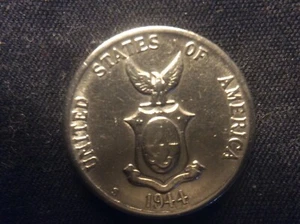 UNITED STATES OF AMERICA
1944